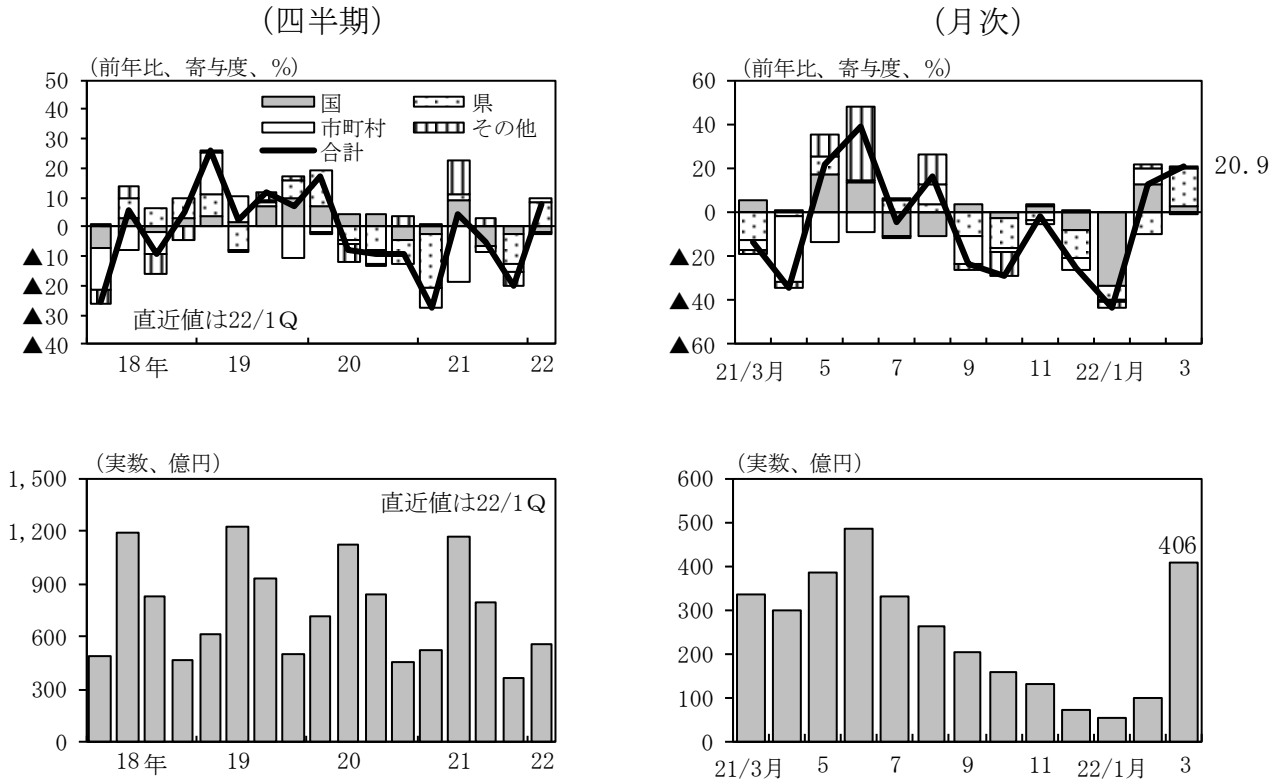 (四半期)
(前年比、寄与度、%)
50
40
30
20
10
0
▲10
▲20
▲30
▲40
国
県
市町村
その他
合計
直近値は22/1Q
18年 19 20 21 22
(月次)
(前年比、寄与度、%)
60
40
20
0
▲20
▲40
▲60
20.9
21/3月 5 7 9 11 22/1月 3
(実数、億円)
1,500
1,200
900
600
300
0
直近値は22/1Q
18年 19 20 21 22
(実数、億円)
600
500
400
300
200
100
0
406
21/3月 5 7 9 11 22/1月 3